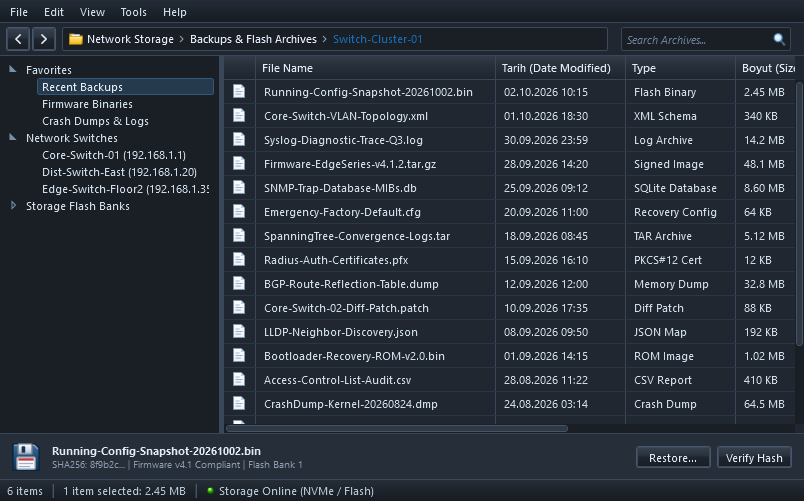 File Edit View Tools Help
Network Storage > Backups & Flash Archives > Switch-Cluster-01
Search Archives...
Favorites
Recent Backups
Firmware Binaries
Crash Dumps & Logs
Network Switches
Core-Switch-01 (192.168.1.1)
Dist-Switch-East (192.168.1.20)
Edge-Switch-Floor2 (192.168.1.35
Storage Flash Banks
File Name Tarih (Date Modified) Type Boyut (Size
Running-Config-Snapshot-20261002.bin 02.10.2026 10:15 Flash Binary 2.45 MB
Core-Switch-VLAN-Topology.xml 01.10.2026 18:30 XML Schema 340 KB
Syslog-Diagnostic-Trace-Q3.log 30.09.2026 23:59 Log Archive 14.2 MB
Firmware-EdgeSeries-v4.1.2.tar.gz 28.09.2026 14:20 Signed Image 48.1 MB
SNMP-Trap-Database-MIBs.db 25.09.2026 09:12 SQLite Database 8.60 MB
Emergency-Factory-Default.cfg 20.09.2026 11:00 Recovery Config 64 KB
SpanningTree-Convergence-Logs.tar 18.09.2026 08:45 TAR Archive 5.12 MB
Radius-Auth-Certificates.pfx 15.09.2026 16:10 PKCS#12 Cert 12 KB
BGP-Route-Reflection-Table.dump 12.09.2026 12:00 Memory Dump 32.8 MB
Core-Switch-02-Diff-Patch.patch 10.09.2026 17:35 Diff Patch 88 KB
LLDP-Neighbor-Discovery.json 08.09.2026 09:50 JSON Map 192 KB
Bootloader-Recovery-ROM-v2.0.bin 01.09.2026 14:15 ROM Image 1.02 MB
Access-Control-List-Audit.csv 28.08.2026 11:22 CSV Report 410 KB
CrashDump-Kernel-20260824.dmp 24.08.2026 03:14 Crash Dump 64.5 MB
Running-Config-Snapshot-20261002.bin
SHA256: 8f9b2c... | Firmware v4.1 Compliant | Flash Bank 1
Restore... Verify Hash
6 items 1 item selected: 2.45 MB Storage Online (NVMe / Flash)